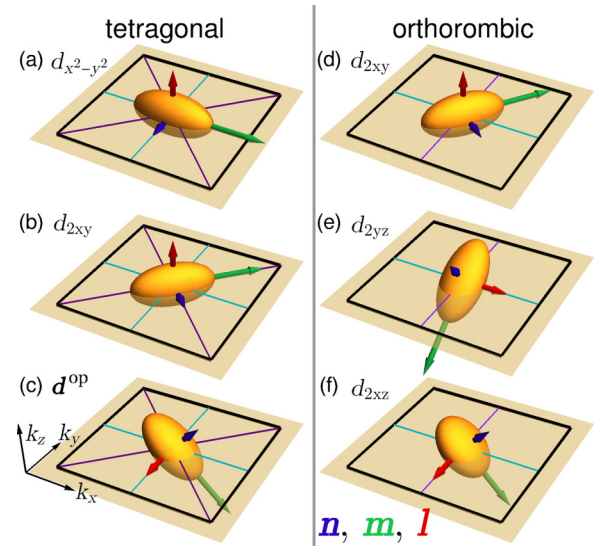 tetragonal
orthorombic
(a) d_{x²−y²}
(d) d_{2xy}
(b) d_{2xy}
(e) d_{2yz}
(c) d^{op}
(f) d_{2xz}
k_z
k_y
k_x
n, m, l